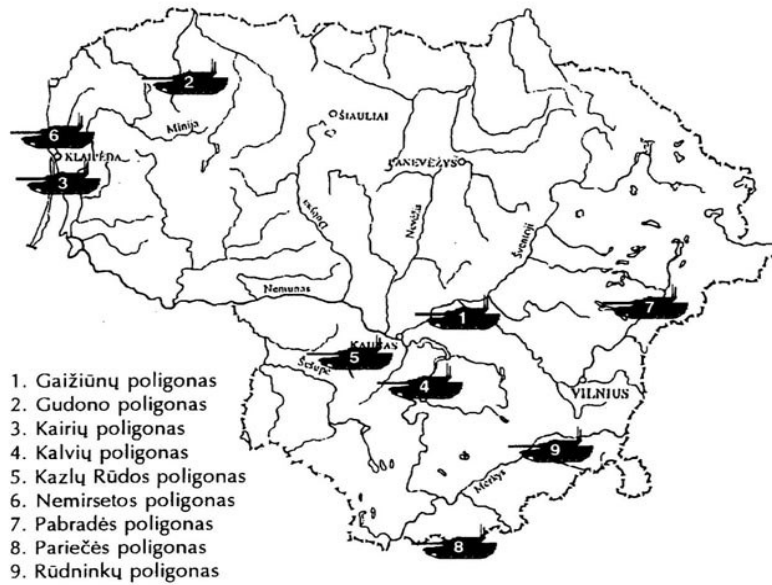 2
ŠIAULIAI
Minija
6
KLAIPĖDA
PANEVĖŽYS
3
Dubysa
Nevėžis
Šventoji
Nemunas
1
7
KAUNAS
5
Šešupė
4
VILNIUS
9
Merkys
8
1. Gaižiūnų poligonas
2. Gudono poligonas
3. Kairių poligonas
4. Kalvių poligonas
5. Kazlų Rūdos poligonas
6. Nemirsetos poligonas
7. Pabradės poligonas
8. Pariečės poligonas
9. Rūdninkų poligonas